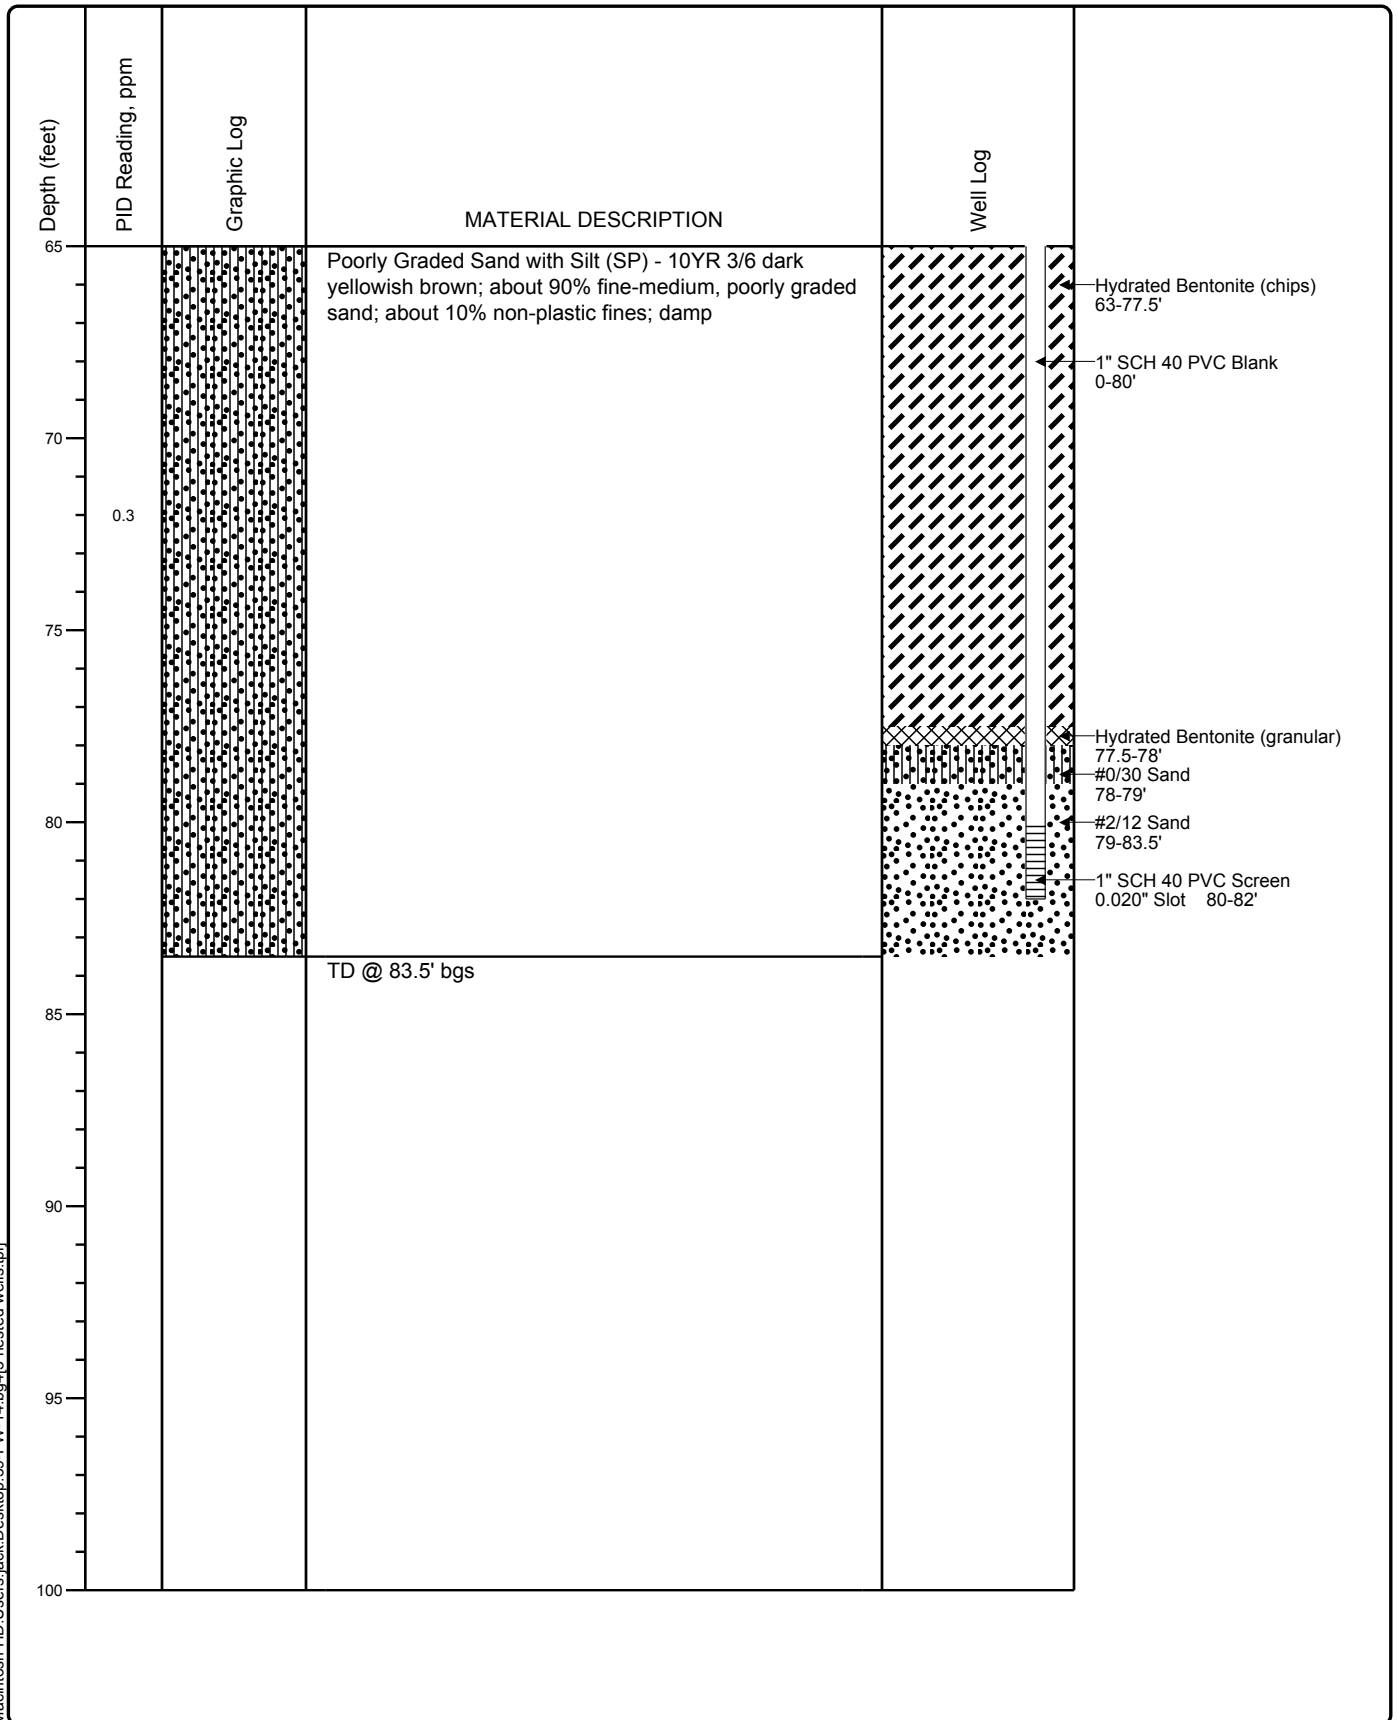 Depth (feet)
PID Reading, ppm
Graphic Log
MATERIAL DESCRIPTION
Well Log
65
Poorly Graded Sand with Silt (SP) - 10YR 3/6 dark
yellowish brown; about 90% fine-medium, poorly graded
sand; about 10% non-plastic fines; damp
Hydrated Bentonite (chips)
63-77.5'
1" SCH 40 PVC Blank
0-80'
70
0.3
75
Hydrated Bentonite (granular)
77.5-78'
#0/30 Sand
78-79'
80
#2/12 Sand
79-83.5'
1" SCH 40 PVC Screen
0.020" Slot 80-82'
TD @ 83.5' bgs
85
90
95
100